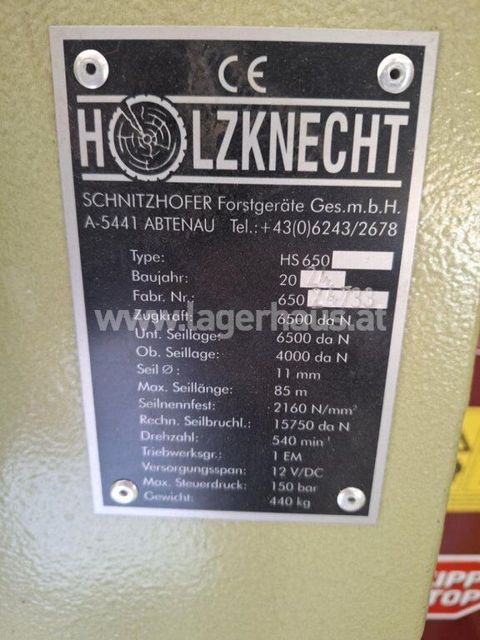 CE
HOLZKNECHT
SCHNITZHOFER Forstgeräte Ges.m.b.H.
A-5441 ABTENAU Tel.:+43(0)6243/2678
Type: HS 650
Baujahr: 20 24
Fabr. Nr.: 650 24733
www.lagerhaus.at
Zugkraft: 6500 da N
Unt. Seillage: 6500 da N
Ob. Seillage: 4000 da N
Seil Ø : 11 mm
Max. Seillänge: 85 m
Seilnennfest.: 2160 N/mm²
Rechn. Seilbruchl.: 15750 da N
Drehzahl: 540 min⁻¹
Triebwerksgr.: 1 EM
Versorgungsspan: 12 V/DC
Max. Steuerdruck: 150 bar
Gewicht: 440 kg